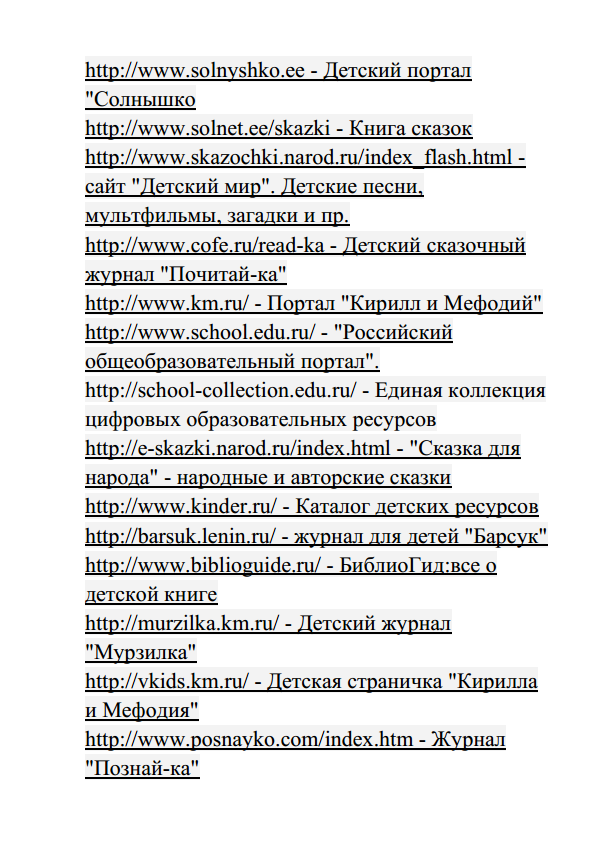 http://www.solnyshko.ee - Детский портал
"Солнышко
http://www.solnet.ee/skazki - Книга сказок
http://www.skazochki.narod.ru/index_flash.html -
сайт "Детский мир". Детские песни,
мультфильмы, загадки и пр.
http://www.cofe.ru/read-ka - Детский сказочный
журнал "Почитай-ка"
http://www.km.ru/ - Портал "Кирилл и Мефодий"
http://www.school.edu.ru/ - "Российский
общеобразовательный портал".
http://school-collection.edu.ru/ - Единая коллекция
цифровых образовательных ресурсов
http://e-skazki.narod.ru/index.html - "Сказка для
народа" - народные и авторские сказки
http://www.kinder.ru/ - Каталог детских ресурсов
http://barsuk.lenin.ru/ - журнал для детей "Барсук"
http://www.biblioguide.ru/ - БиблиоГид:все о
детской книге
http://murzilka.km.ru/ - Детский журнал
"Мурзилка"
http://vkids.km.ru/ - Детская страничка "Кирилла
и Мефодия"
http://www.posnayko.com/index.htm - Журнал
"Познай-ка"